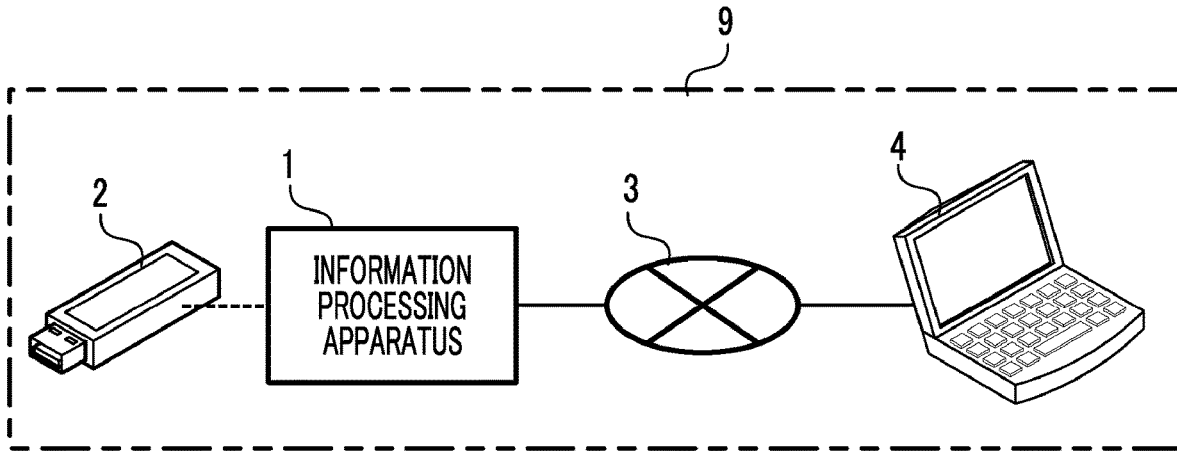 9
1
4
2
3
INFORMATION
PROCESSING
APPARATUS